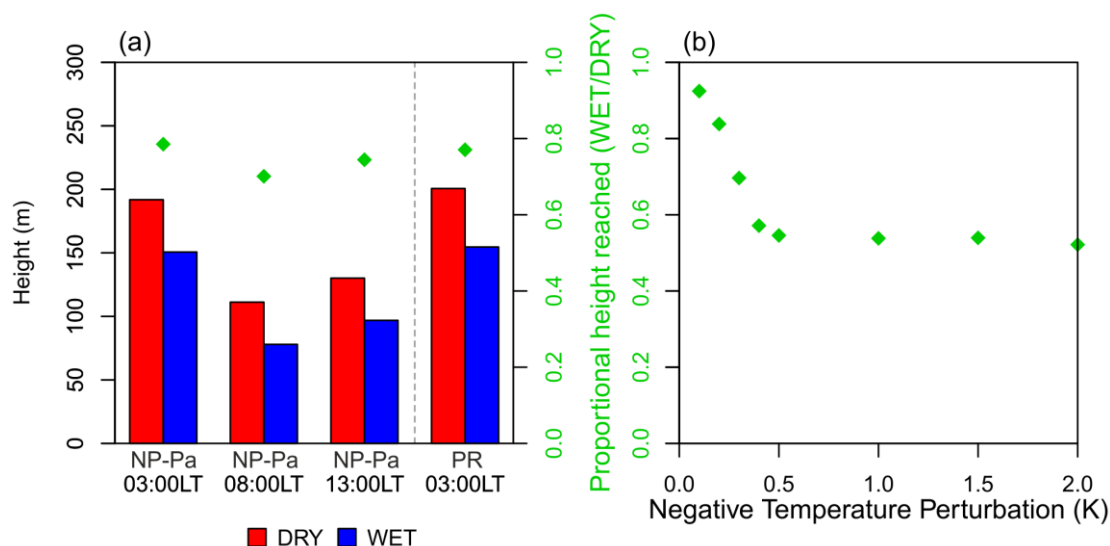 (a)
(b)
Height (m)
300
250
200
150
100
50
0
1.0
0.8
0.6
0.4
0.2
0.0
Proportional height reached (WET/DRY)
1.0
0.8
0.6
0.4
0.2
0.0
NP-Pa NP-Pa NP-Pa PR
03:00LT 08:00LT 13:00LT 03:00LT
0.0 0.5 1.0 1.5 2.0
Negative Temperature Perturbation (K)
DRY WET